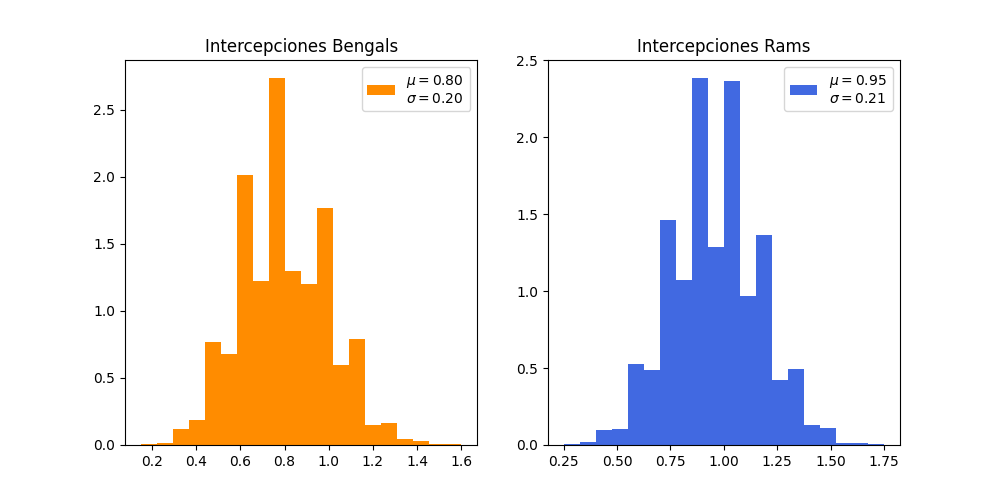 Intercepciones Bengals
μ = 0.80
σ = 0.20
2.5
2.0
1.5
1.0
0.5
0.0
0.2 0.4 0.6 0.8 1.0 1.2 1.4 1.6
Intercepciones Rams
μ = 0.95
σ = 0.21
2.5
2.0
1.5
1.0
0.5
0.0
0.25 0.50 0.75 1.00 1.25 1.50 1.75